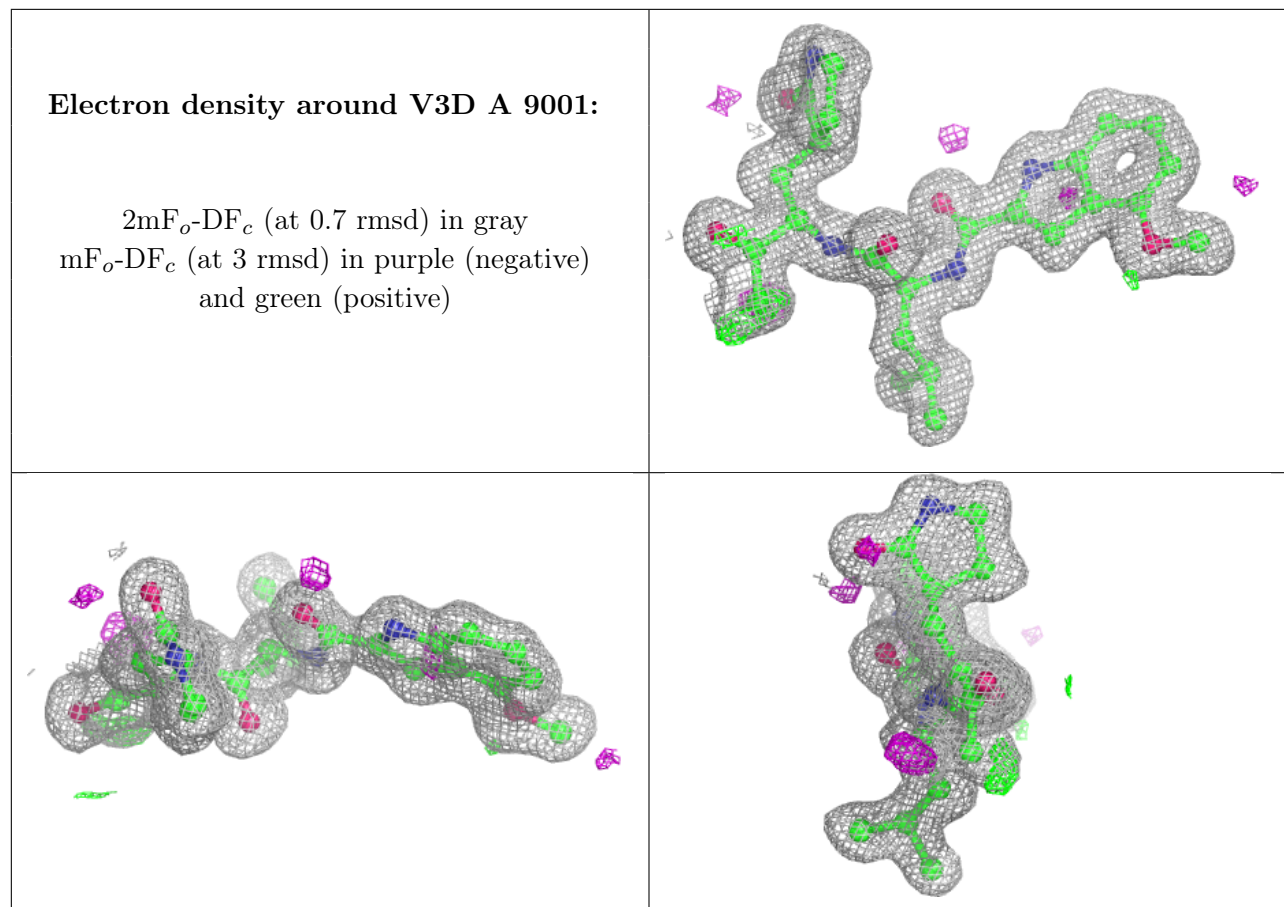 Electron density around V3D A 9001:
2mFo-DFc (at 0.7 rmsd) in gray
mFo-DFc (at 3 rmsd) in purple (negative)
and green (positive)